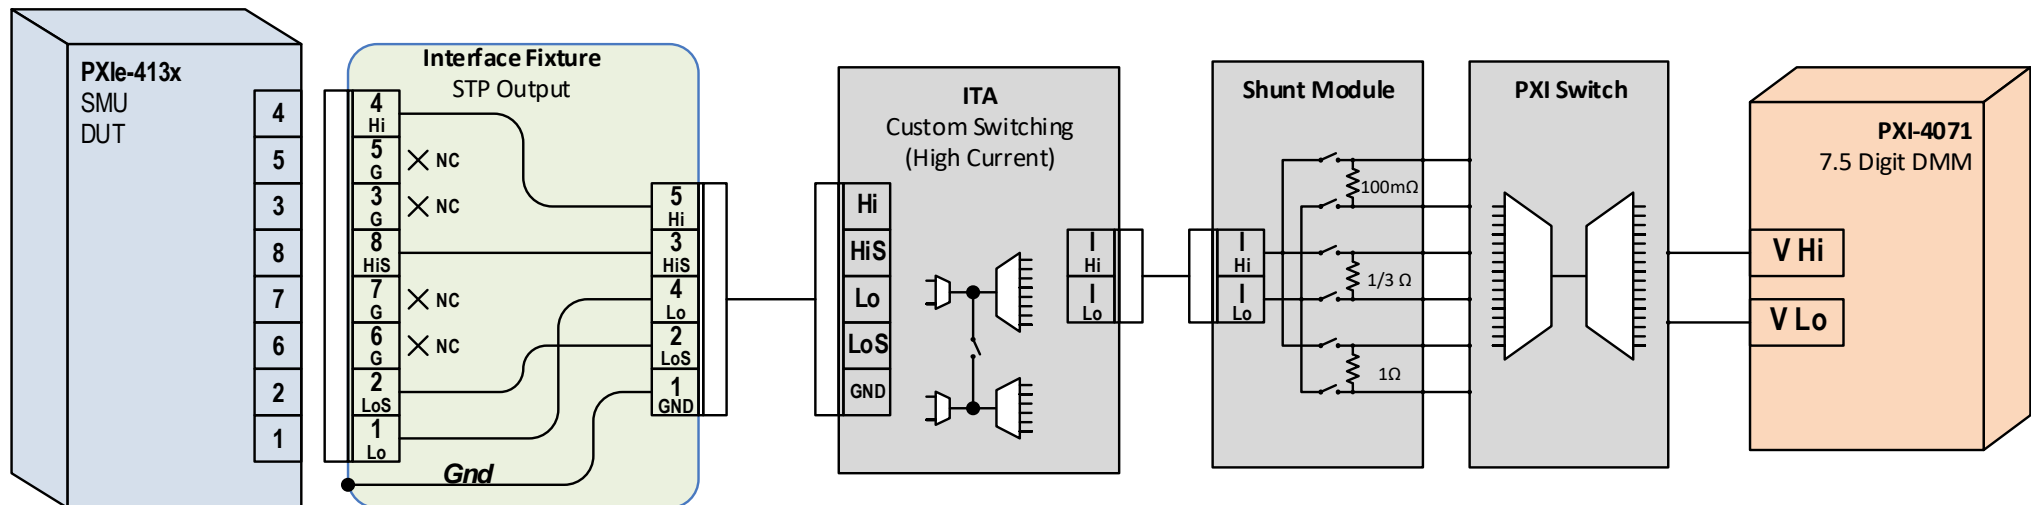 PXIe-413x
SMU
DUT
4
5
3
8
7
6
2
1
Interface Fixture
STP Output
4
Hi
5
G
3
G
8
HiS
7
G
6
G
2
LoS
1
Lo
NC
NC
NC
NC
Gnd
5
Hi
3
HiS
4
Lo
2
LoS
1
GND
ITA
Custom Switching
(High Current)
Hi
HiS
Lo
LoS
GND
I
Hi
I
Lo
Shunt Module
I
Hi
I
Lo
100mΩ
1/3 Ω
1Ω
PXI Switch
PXI-4071
7.5 Digit DMM
V Hi
V Lo